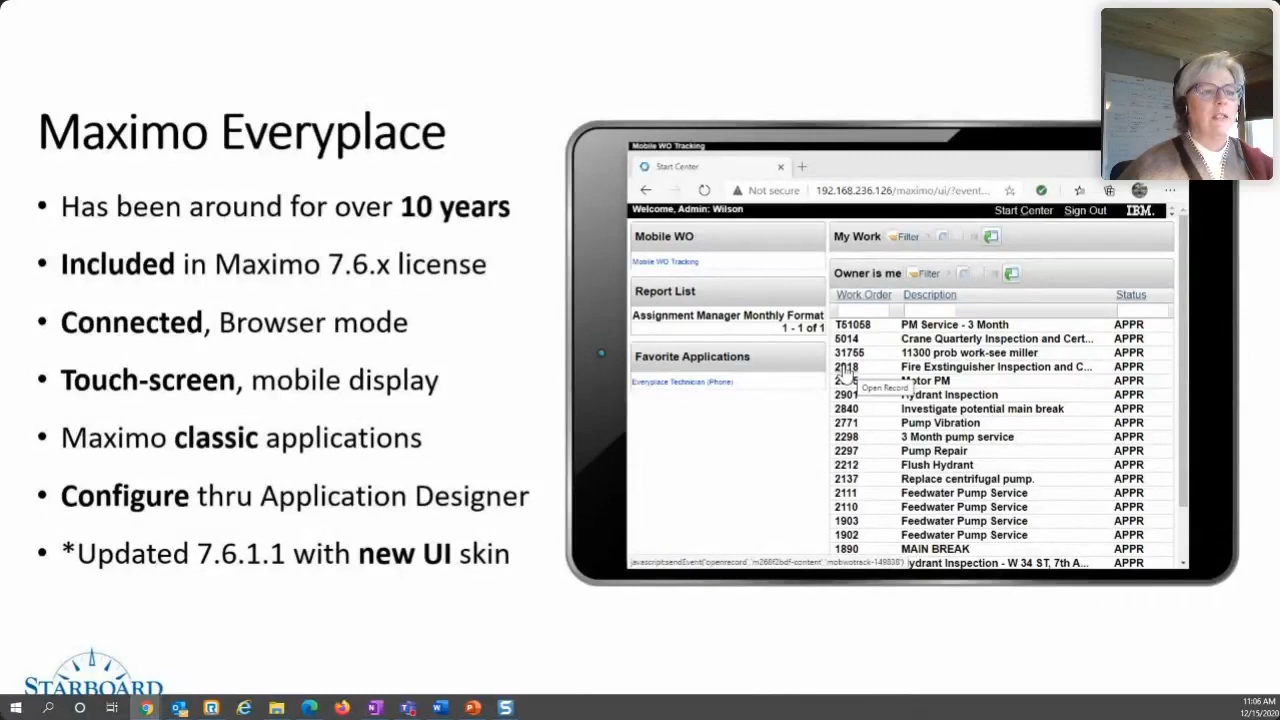 Maximo Everyplace
• Has been around for over 10 years
• Included in Maximo 7.6.x license
• Connected, Browser mode
• Touch-screen, mobile display
• Maximo classic applications
• Configure thru Application Designer
• *Updated 7.6.1.1 with new UI skin
STARBOARD
Mobile WO Tracking
Start Center
Not secure 192.168.236.126/maximo/ui/?event...
Welcome, Admin: Wilson Start Center Sign Out IBM.
Mobile WO
Mobile WO Tracking
Report List
Assignment Manager Monthly Format
1 - 1 of 1
Favorite Applications
Everyplace Technician (Phone)
My Work Filter
Owner is me Filter
Work Order Description Status
T51058 PM Service - 3 Month APPR
5014 Crane Quarterly Inspection and Cert... APPR
31755 11300 prob work-see miller APPR
2018 Fire Exstinguisher Inspection and C... APPR
Motor PM APPR
Open Record
2901 Hydrant Inspection APPR
2840 Investigate potential main break APPR
2771 Pump Vibration APPR
2298 3 Month pump service APPR
2297 Pump Repair APPR
2212 Flush Hydrant APPR
2137 Replace centrifugal pump. APPR
2111 Feedwater Pump Service APPR
2110 Feedwater Pump Service APPR
1903 Feedwater Pump Service APPR
1902 Feedwater Pump Service APPR
1890 MAIN BREAK APPR
ydrant Inspection - W 34 ST, 7th A... APPR
11:06 AM
12/15/2020